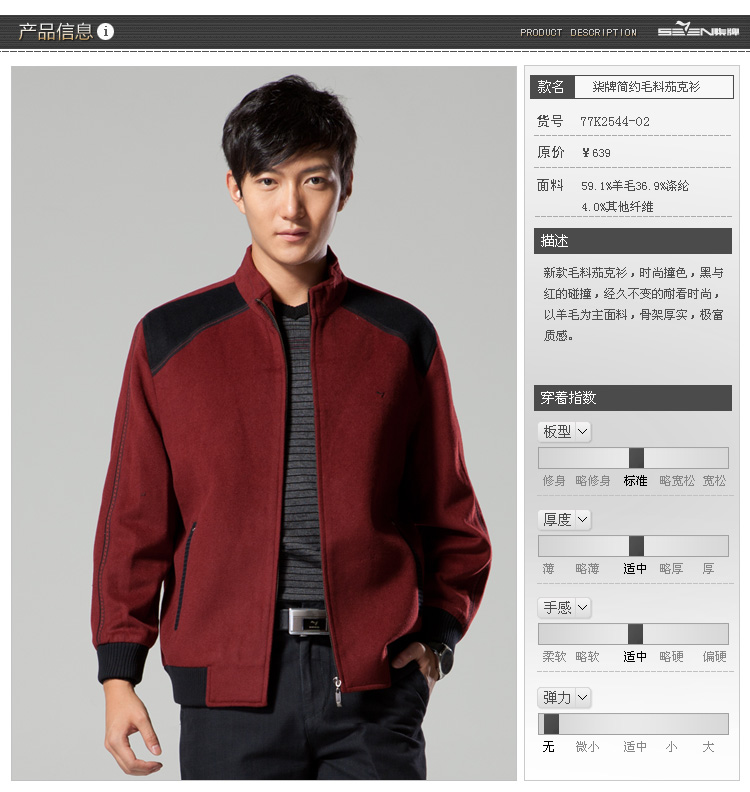 产品信息 i
PRODUCT DESCRIPTION SEVEN柒牌
款名 柒牌简约毛料茄克衫
货号 77K2544-02
原价 ￥639
面料 59.1%羊毛36.9%涤纶
4.0%其他纤维
描述
新款毛料茄克衫，时尚撞色，黑与
红的碰撞，经久不变的耐看时尚，
以羊毛为主面料，骨架厚实，极富
质感。
穿着指数
板型
修身 略修身 标准 略宽松 宽松
厚度
薄 略薄 适中 略厚 厚
手感
柔软 略软 适中 略硬 偏硬
弹力
无 微小 适中 小 大